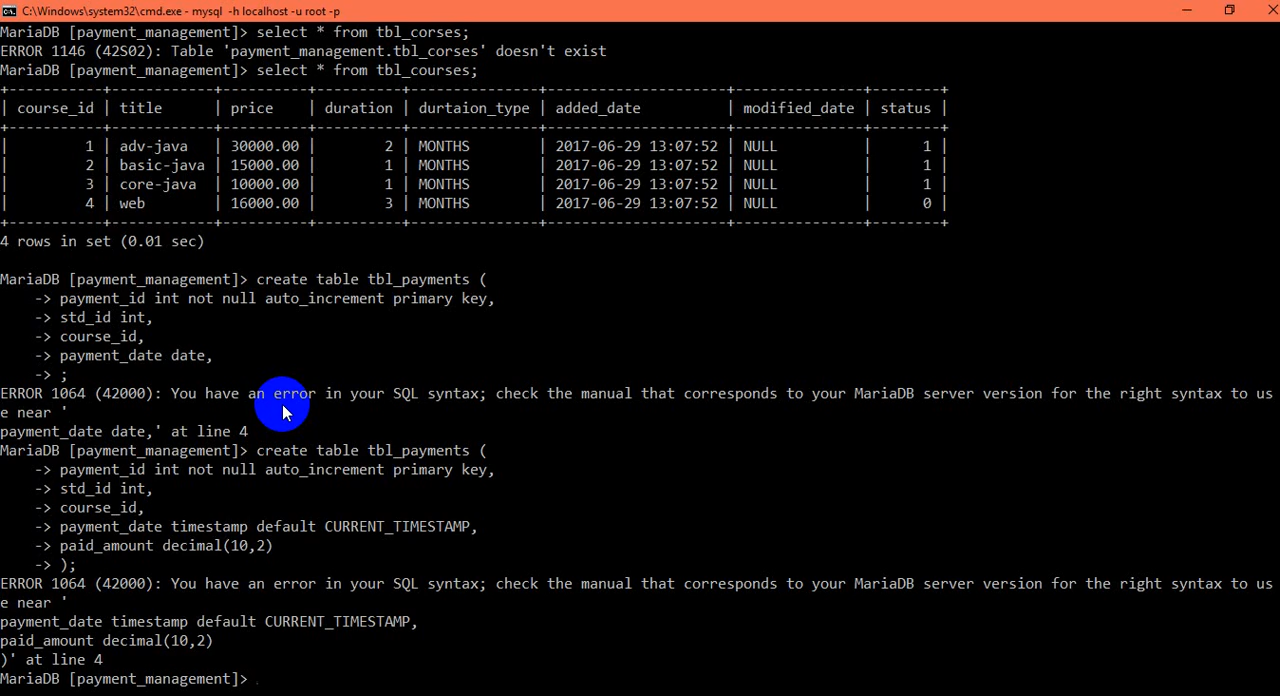 C:\Windows\system32\cmd.exe - mysql -h localhost -u root -p
MariaDB [payment_management]> select * from tbl_corses;
ERROR 1146 (42S02): Table 'payment_management.tbl_corses' doesn't exist
MariaDB [payment_management]> select * from tbl_courses;
+-----------+------------+----------+----------+---------------+---------------------+---------------+--------+
| course_id | title      | price    | duration | durtaion_type | added_date          | modified_date | status |
+-----------+------------+----------+----------+---------------+---------------------+---------------+--------+
|         1 | adv-java   | 30000.00 |        2 | MONTHS        | 2017-06-29 13:07:52 | NULL          |      1 |
|         2 | basic-java | 15000.00 |        1 | MONTHS        | 2017-06-29 13:07:52 | NULL          |      1 |
|         3 | core-java  | 10000.00 |        1 | MONTHS        | 2017-06-29 13:07:52 | NULL          |      1 |
|         4 | web        | 16000.00 |        3 | MONTHS        | 2017-06-29 13:07:52 | NULL          |      0 |
+-----------+------------+----------+----------+---------------+---------------------+---------------+--------+
4 rows in set (0.01 sec)
MariaDB [payment_management]> create table tbl_payments (
    -> payment_id int not null auto_increment primary key,
    -> std_id int,
    -> course_id,
    -> payment_date date,
    -> ;
ERROR 1064 (42000): You have an error in your SQL syntax; check the manual that corresponds to your MariaDB server version for the right syntax to us
e near '
payment_date date,' at line 4
MariaDB [payment_management]> create table tbl_payments (
    -> payment_id int not null auto_increment primary key,
    -> std_id int,
    -> course_id,
    -> payment_date timestamp default CURRENT_TIMESTAMP,
    -> paid_amount decimal(10,2)
    -> );
ERROR 1064 (42000): You have an error in your SQL syntax; check the manual that corresponds to your MariaDB server version for the right syntax to us
e near '
payment_date timestamp default CURRENT_TIMESTAMP,
paid_amount decimal(10,2)
)' at line 4
MariaDB [payment_management]>